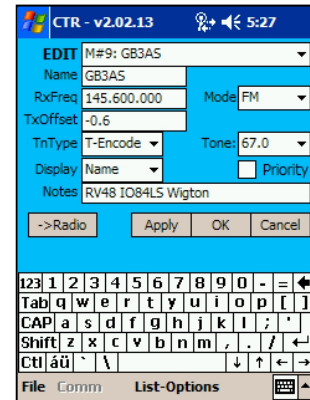 CTR - v2.02.13 5:27
EDIT M#9: GB3AS
Name GB3AS
RxFreq 145.600.000 Mode FM
TxOffset -0.6
TnType T-Encode Tone: 67.0
Display Name Priority
Notes RV48 IO84LS Wigton
->Radio Apply OK Cancel
123 1 2 3 4 5 6 7 8 9 0 - =
Tab q w e r t y u i o p [ ]
CAP a s d f g h j k l ; '
Shift z x c v b n m , . /
Ctl áü ` \
File Comm List-Options